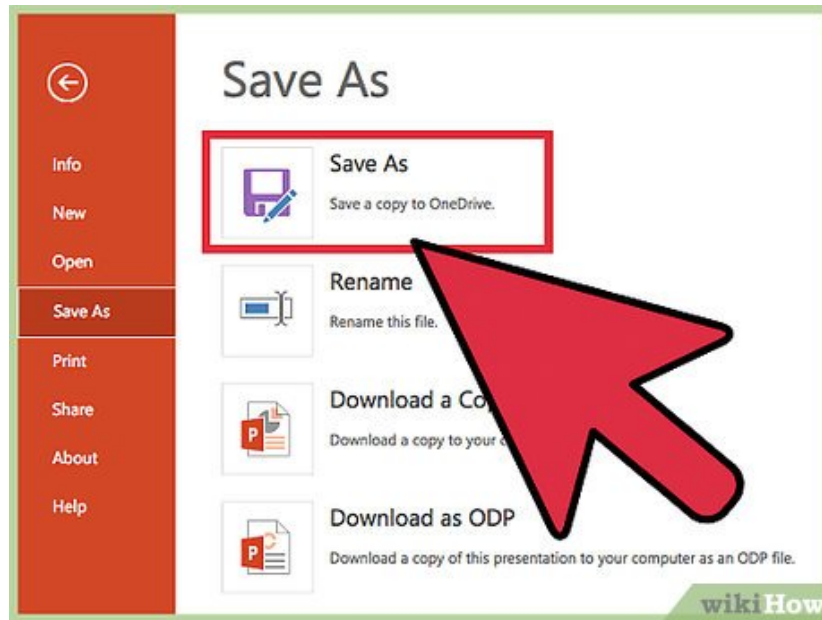 Save As
Info
New
Open
Save As
Print
Share
About
Help
Save As
Save a copy to OneDrive.
Rename
Rename this file.
Download a
Download a copy to your
Download as ODP
Download a copy of this presentation to your computer as an ODP file.
P
P
wikiHow